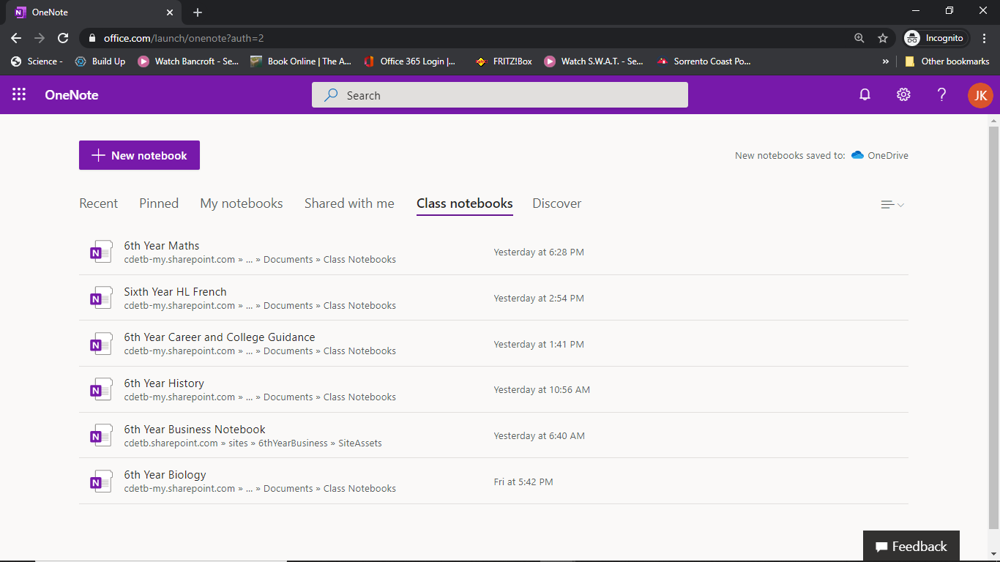 OneNote
office.com/launch/onenote?auth=2
Incognito
Science - Build Up Watch Bancroft - Se... Book Online | The A... Office 365 Login |... FRITZ!Box Watch S.W.A.T. - Se... Sorrento Coast Po... » Other bookmarks
OneNote Search ? JK
New notebook New notebooks saved to: OneDrive
Recent Pinned My notebooks Shared with me Class notebooks Discover
6th Year Maths
cdetb-my.sharepoint.com » ... » Documents » Class Notebooks
Yesterday at 6:28 PM
Sixth Year HL French
cdetb-my.sharepoint.com » ... » Documents » Class Notebooks
Yesterday at 2:54 PM
6th Year Career and College Guidance
cdetb-my.sharepoint.com » ... » Documents » Class Notebooks
Yesterday at 1:41 PM
6th Year History
cdetb-my.sharepoint.com » ... » Documents » Class Notebooks
Yesterday at 10:56 AM
6th Year Business Notebook
cdetb.sharepoint.com » sites » 6thYearBusiness » SiteAssets
Yesterday at 6:40 AM
6th Year Biology
cdetb-my.sharepoint.com » ... » Documents » Class Notebooks
Fri at 5:42 PM
Feedback